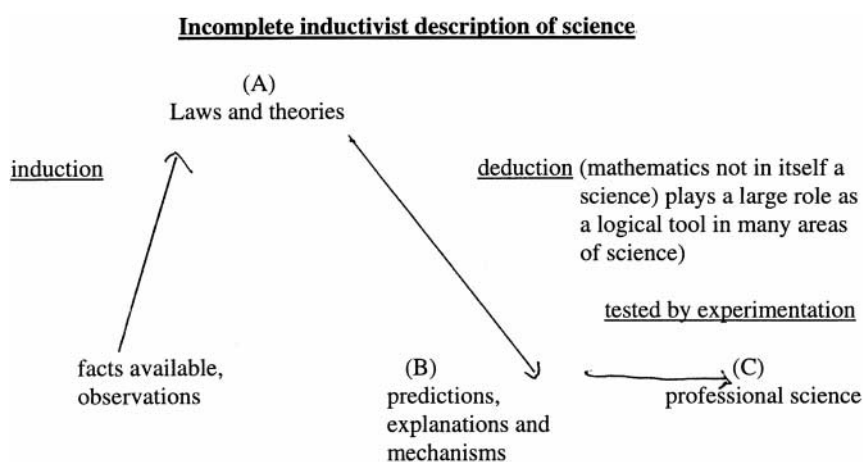 Incomplete inductivist description of science
(A)
Laws and theories
induction
deduction (mathematics not in itself a
science) plays a large role as
a logical tool in many areas
of science)
tested by experimentation
facts available,
observations
(B)
predictions,
explanations and
mechanisms
(C)
professional science